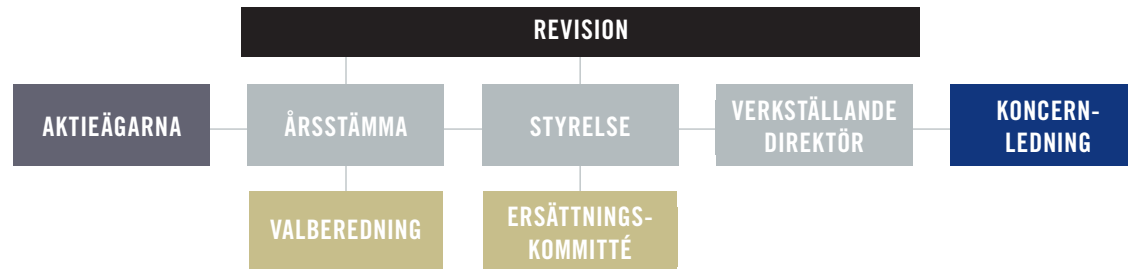 REVISION
AKTIEÄGARNA
ÅRSSTÄMMA
STYRELSE
VERKSTÄLLANDE
DIREKTÖR
KONCERN-
LEDNING
VALBEREDNING
ERSÄTTNINGS-
KOMMITTÉ